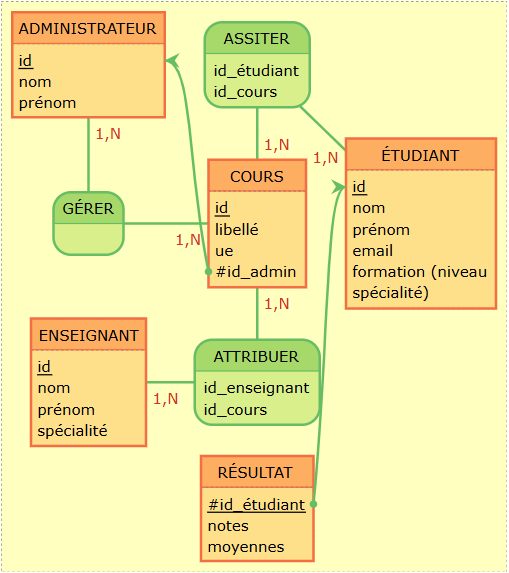 ADMINISTRATEUR
id
nom
prénom
1,N
ASSITER
id_étudiant
id_cours
1,N
1,N
ÉTUDIANT
id
nom
prénom
email
formation (niveau
spécialité)
GÉRER
1,N
COURS
id
libellé
ue
#id_admin
1,N
ENSEIGNANT
id
nom
prénom
spécialité
1,N
ATTRIBUER
id_enseignant
id_cours
RÉSULTAT
#id_étudiant
notes
moyennes